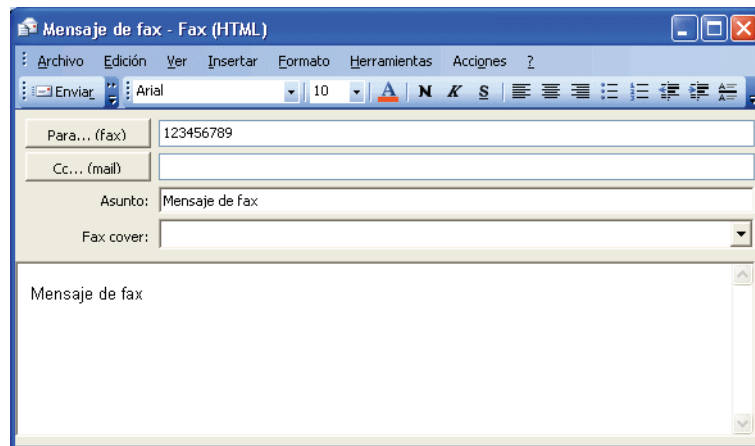 Mensaje de fax - Fax (HTML)
Archivo Edición Ver Insertar Formato Herramientas Acciones ?
Enviar Arial 10 A N K S
Para... (fax) 123456789
Cc... (mail)
Asunto: Mensaje de fax
Fax cover:
Mensaje de fax